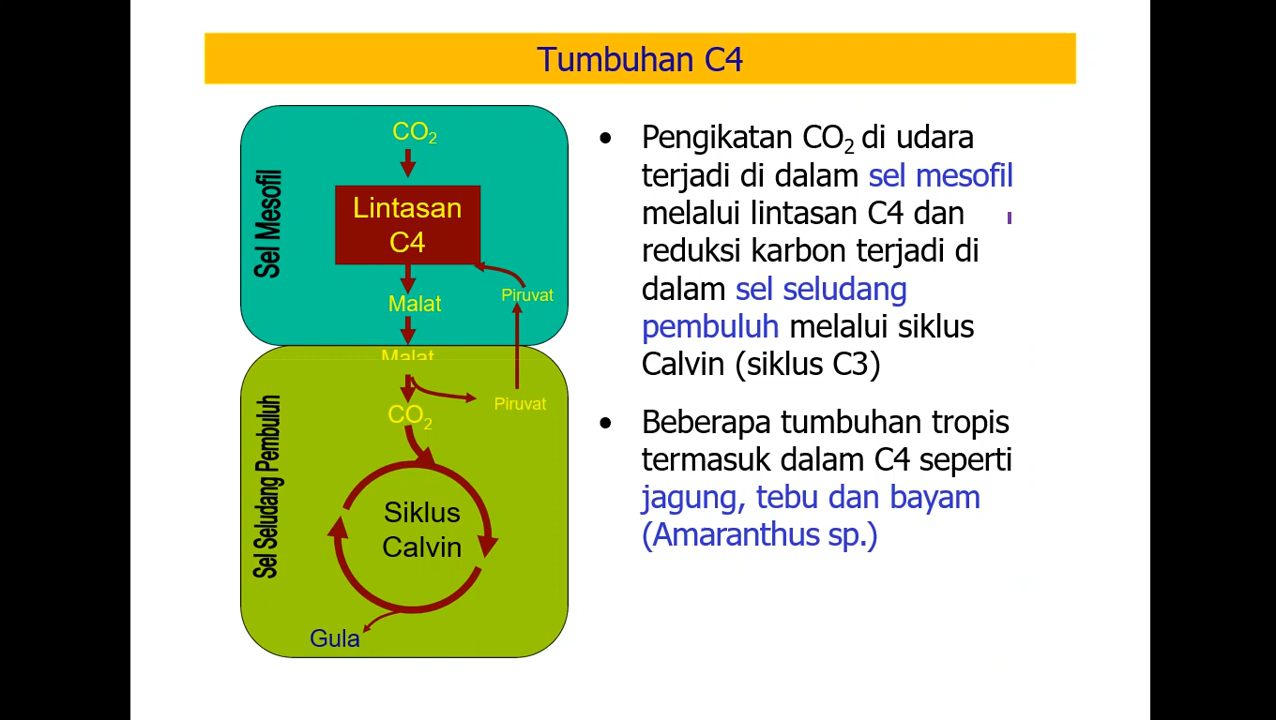 Tumbuhan C4
Sel Mesofil
CO₂
Lintasan
C4
Malat
Piruvat
Sel Seludang Pembuluh
Malat
Piruvat
CO₂
Siklus
Calvin
Gula
• Pengikatan CO₂ di udara
terjadi di dalam sel mesofil
melalui lintasan C4 dan
reduksi karbon terjadi di
dalam sel seludang
pembuluh melalui siklus
Calvin (siklus C3)
• Beberapa tumbuhan tropis
termasuk dalam C4 seperti
jagung, tebu dan bayam
(Amaranthus sp.)